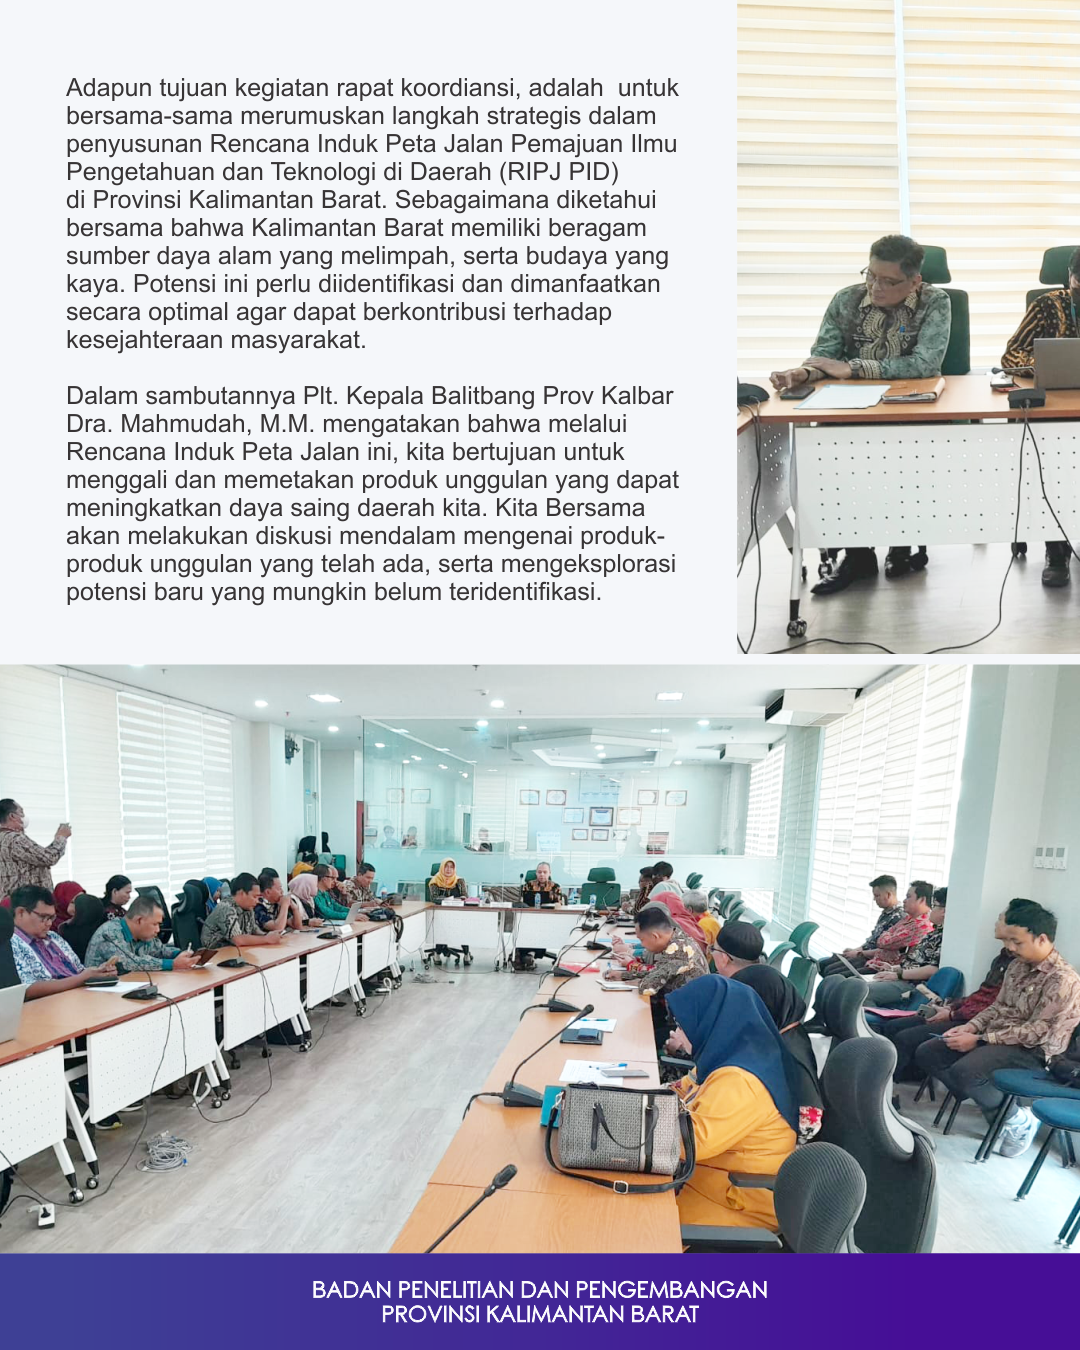 Adapun tujuan kegiatan rapat koordiansi, adalah  untuk
bersama-sama merumuskan langkah strategis dalam
penyusunan Rencana Induk Peta Jalan Pemajuan Ilmu
Pengetahuan dan Teknologi di Daerah (RIPJ PID)
di Provinsi Kalimantan Barat. Sebagaimana diketahui
bersama bahwa Kalimantan Barat memiliki beragam
sumber daya alam yang melimpah, serta budaya yang
kaya. Potensi ini perlu diidentifikasi dan dimanfaatkan
secara optimal agar dapat berkontribusi terhadap
kesejahteraan masyarakat.
Dalam sambutannya Plt. Kepala Balitbang Prov Kalbar
Dra. Mahmudah, M.M. mengatakan bahwa melalui
Rencana Induk Peta Jalan ini, kita bertujuan untuk
menggali dan memetakan produk unggulan yang dapat
meningkatkan daya saing daerah kita. Kita Bersama
akan melakukan diskusi mendalam mengenai produk-
produk unggulan yang telah ada, serta mengeksplorasi
potensi baru yang mungkin belum teridentifikasi.
BADAN PENELITIAN DAN PENGEMBANGAN
PROVINSI KALIMANTAN BARAT